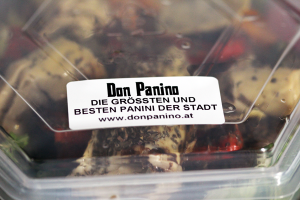 Don Panino
DIE GRÖSSTEN UND
BESTEN PANINI DER STADT
www.donpanino.at